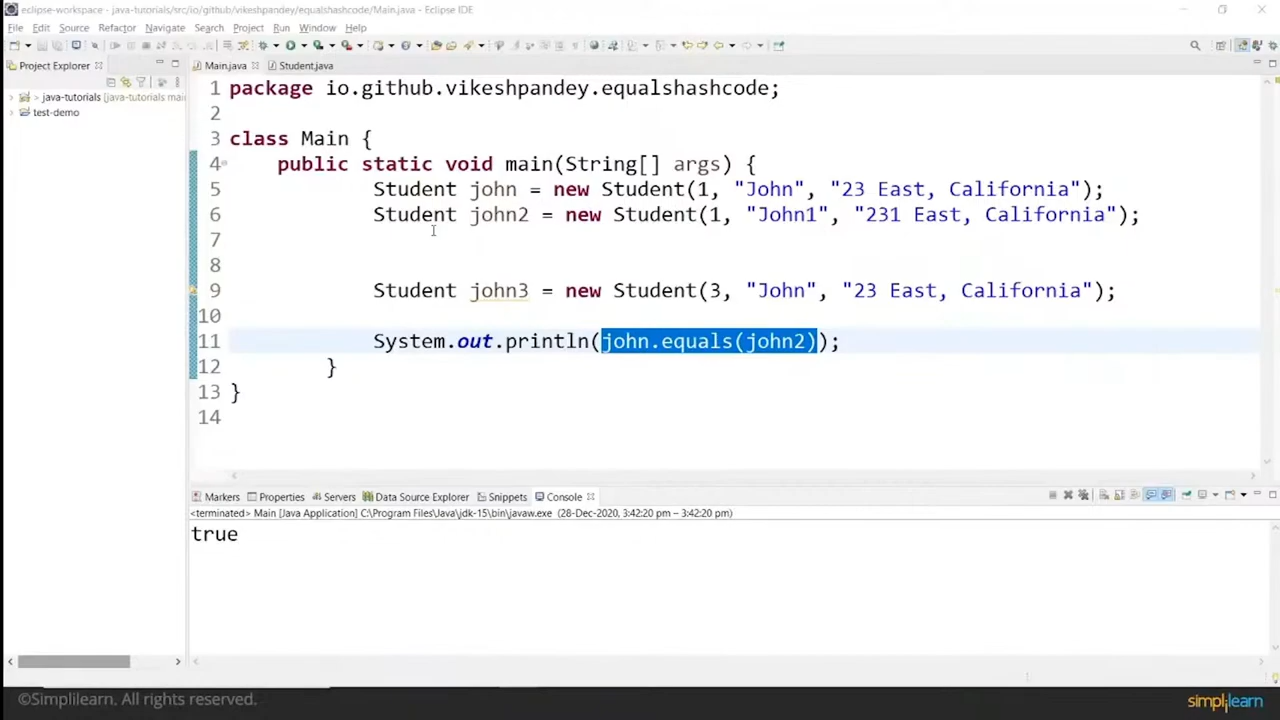 eclipse-workspace - java-tutorials/src/io/github/vikeshpandey/equalshashcode/Main.java - Eclipse IDE
File Edit Source Refactor Navigate Search Project Run Window Help
Project Explorer
Main.java
Student.java
java-tutorials [java-tutorials mai
test-demo
1 package io.github.vikeshpandey.equalshashcode;
2
3 class Main {
4 public static void main(String[] args) {
5 Student john = new Student(1, "John", "23 East, California");
6 Student john2 = new Student(1, "John1", "231 East, California");
7
8
9 Student john3 = new Student(3, "John", "23 East, California");
10
11 System.out.println(john.equals(john2));
12 }
13 }
14
Markers Properties Servers Data Source Explorer Snippets Console
<terminated> Main [Java Application] C:\Program Files\Java\jdk-15\bin\javaw.exe (28-Dec-2020, 3:42:20 pm – 3:42:20 pm)
true
©Simplilearn. All rights reserved.
simplilearn